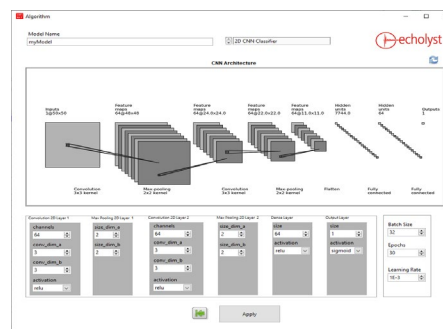 Algorithm
Model Name
myModel
2D CNN Classifier
echolyst
CNN Architecture
Inputs
1@50x50
Feature
maps
64@48x48
Feature
maps
64@24.0x24.0
Feature
maps
64@22.0x22.0
Feature
maps
64@11.0x11.0
Hidden
units
7744.0
Hidden
units
64
Outputs
1
Convolution
3x3 kernel
Max-pooling
2x2 kernel
Convolution
3x3 kernel
Max-pooling
2x2 kernel
Flatten
Fully
connected
Fully
connected
Convolution 2D Layer 1
channels
64
conv_dim_a
3
conv_dim_b
3
activation
relu
Max Pooling 2D Layer 1
size_dim_a
2
size_dim_b
2
Convolution 2D Layer 2
channels
64
conv_dim_a
3
conv_dim_b
3
activation
relu
Max Pooling 2D Layer 2
size_dim_a
2
size_dim_b
2
Dense Layer
size
64
activation
relu
Output Layer
size
1
activation
sigmoid
Batch Size
32
Epochs
80
Learning Rate
1E-3
Apply